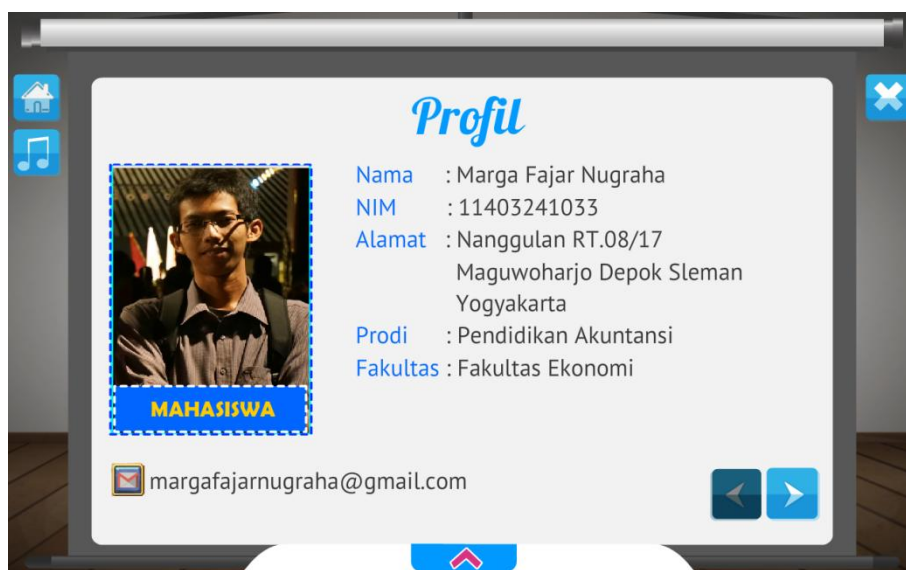 Profil
Nama : Marga Fajar Nugraha
NIM : 11403241033
Alamat : Nanggulan RT.08/17
Maguwoharjo Depok Sleman
Yogyakarta
Prodi : Pendidikan Akuntansi
Fakultas : Fakultas Ekonomi
MAHASISWA
margafajarnugraha@gmail.com